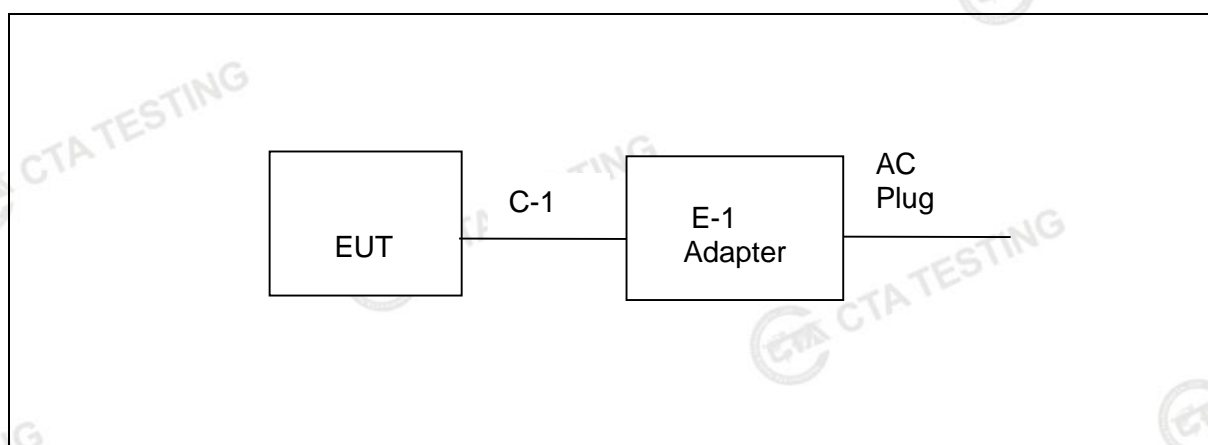 CTA TESTING
EUT
C-1
E-1
Adapter
AC
Plug
CTA TESTING